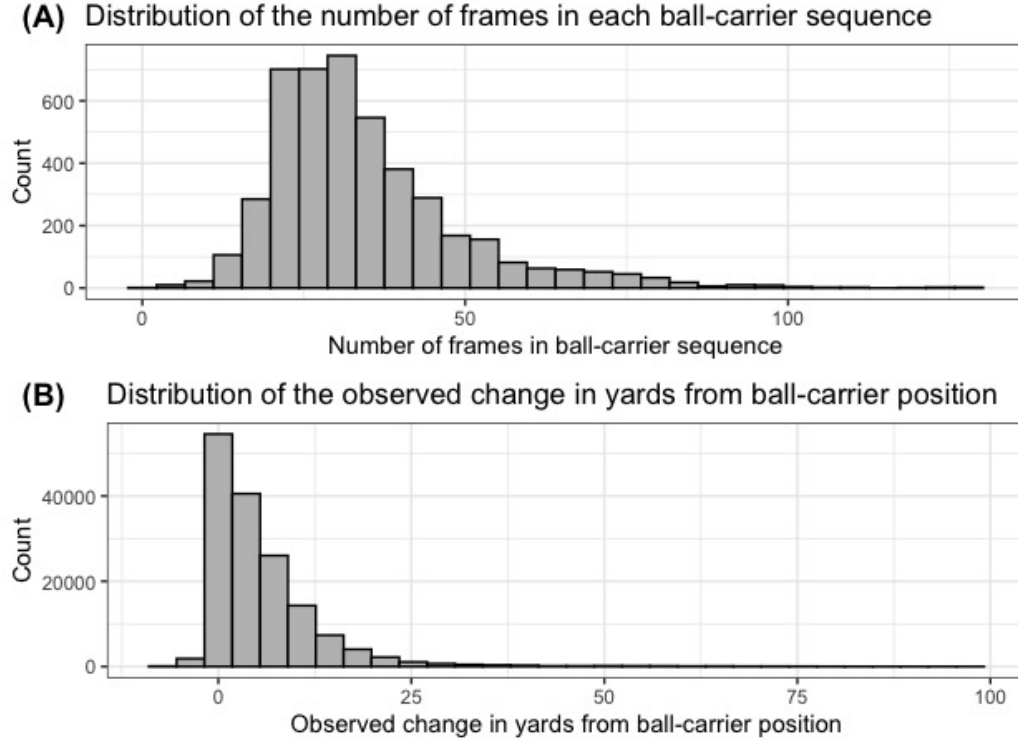 (A) Distribution of the number of frames in each ball-carrier sequence
600
400
200
0
Count
0 50 100
Number of frames in ball-carrier sequence
(B) Distribution of the observed change in yards from ball-carrier position
40000
20000
0
Count
0 25 50 75 100
Observed change in yards from ball-carrier position